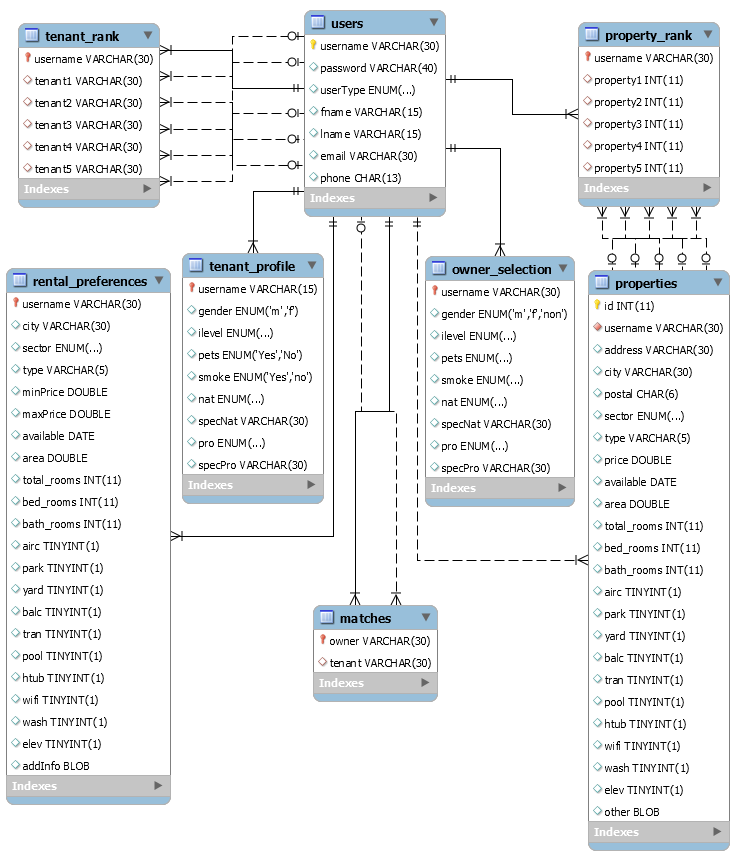 tenant_rank
username VARCHAR(30)
tenant1 VARCHAR(30)
tenant2 VARCHAR(30)
tenant3 VARCHAR(30)
tenant4 VARCHAR(30)
tenant5 VARCHAR(30)
Indexes
users
username VARCHAR(30)
password VARCHAR(40)
userType ENUM(...)
fname VARCHAR(15)
lname VARCHAR(15)
email VARCHAR(30)
phone CHAR(13)
Indexes
property_rank
username VARCHAR(30)
property1 INT(11)
property2 INT(11)
property3 INT(11)
property4 INT(11)
property5 INT(11)
Indexes
rental_preferences
username VARCHAR(30)
city VARCHAR(30)
sector ENUM(...)
type VARCHAR(5)
minPrice DOUBLE
maxPrice DOUBLE
available DATE
area DOUBLE
total_rooms INT(11)
bed_rooms INT(11)
bath_rooms INT(11)
airc TINYINT(1)
park TINYINT(1)
yard TINYINT(1)
balc TINYINT(1)
tran TINYINT(1)
pool TINYINT(1)
htub TINYINT(1)
wifi TINYINT(1)
wash TINYINT(1)
elev TINYINT(1)
addInfo BLOB
Indexes
tenant_profile
username VARCHAR(15)
gender ENUM('m','f')
ilevel ENUM(...)
pets ENUM('Yes','No')
smoke ENUM('Yes','no')
nat ENUM(...)
specNat VARCHAR(30)
pro ENUM(...)
specPro VARCHAR(30)
Indexes
owner_selection
username VARCHAR(30)
gender ENUM('m','f','non')
ilevel ENUM(...)
pets ENUM(...)
smoke ENUM(...)
nat ENUM(...)
specNat VARCHAR(30)
pro ENUM(...)
specPro VARCHAR(30)
Indexes
properties
id INT(11)
username VARCHAR(30)
address VARCHAR(30)
city VARCHAR(30)
postal CHAR(6)
sector ENUM(...)
type VARCHAR(5)
price DOUBLE
available DATE
area DOUBLE
total_rooms INT(11)
bed_rooms INT(11)
bath_rooms INT(11)
airc TINYINT(1)
park TINYINT(1)
yard TINYINT(1)
balc TINYINT(1)
tran TINYINT(1)
pool TINYINT(1)
htub TINYINT(1)
wifi TINYINT(1)
wash TINYINT(1)
elev TINYINT(1)
other BLOB
Indexes
matches
owner VARCHAR(30)
tenant VARCHAR(30)
Indexes